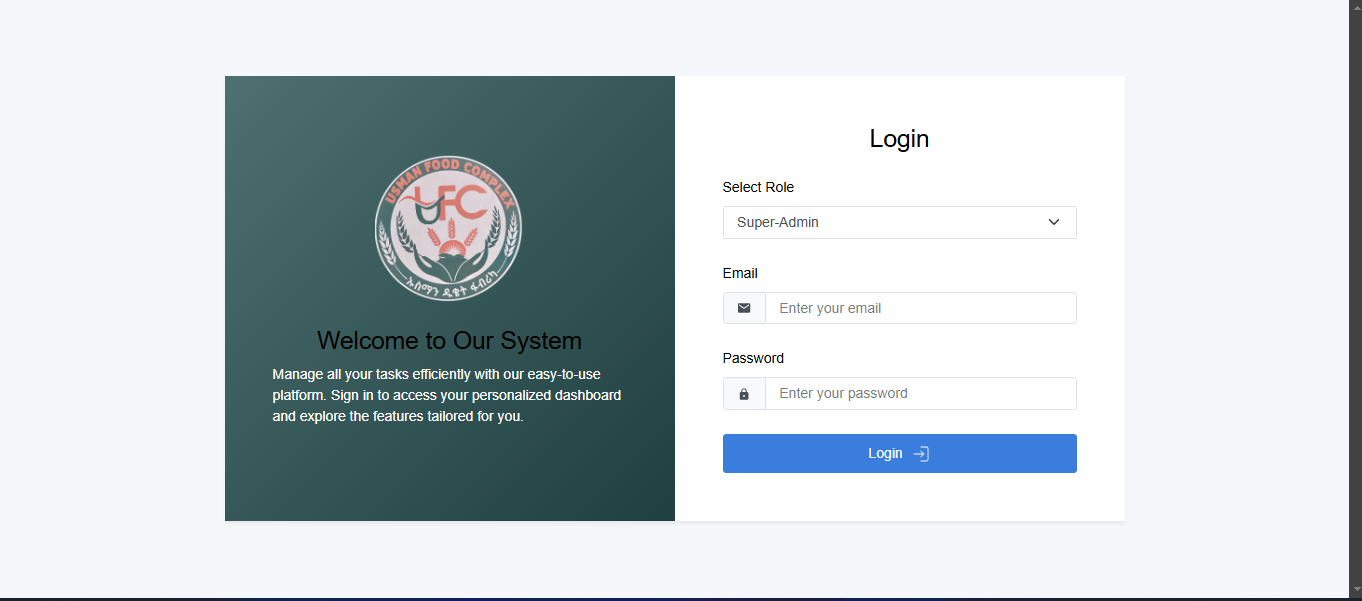 USMAN FOOD COMPLEX
UFC
ኡስማን ዱቄት ፋብሪካ
Welcome to Our System
Manage all your tasks efficiently with our easy-to-use
platform. Sign in to access your personalized dashboard
and explore the features tailored for you.
Login
Select Role
Super-Admin
Email
Enter your email
Password
Enter your password
Login